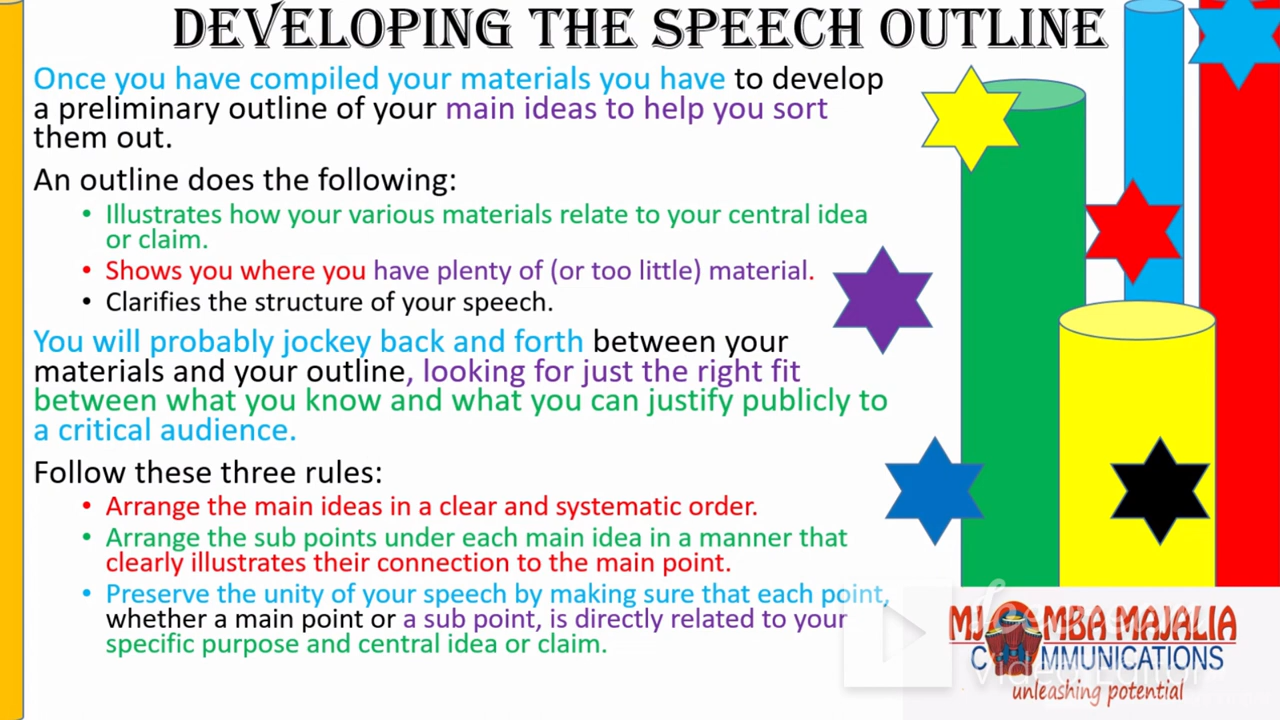 DEVELOPING THE SPEECH OUTLINE
Once you have compiled your materials you have to develop
a preliminary outline of your main ideas to help you sort
them out.
An outline does the following:
• Illustrates how your various materials relate to your central idea
or claim.
• Shows you where you have plenty of (or too little) material.
• Clarifies the structure of your speech.
You will probably jockey back and forth between your
materials and your outline, looking for just the right fit
between what you know and what you can justify publicly to
a critical audience.
Follow these three rules:
• Arrange the main ideas in a clear and systematic order.
• Arrange the sub points under each main idea in a manner that
clearly illustrates their connection to the main point.
• Preserve the unity of your speech by making sure that each point,
whether a main point or a sub point, is directly related to your
specific purpose and central idea or claim.
MJOMBA MAJALIA
COMMUNICATIONS
unleashing potential